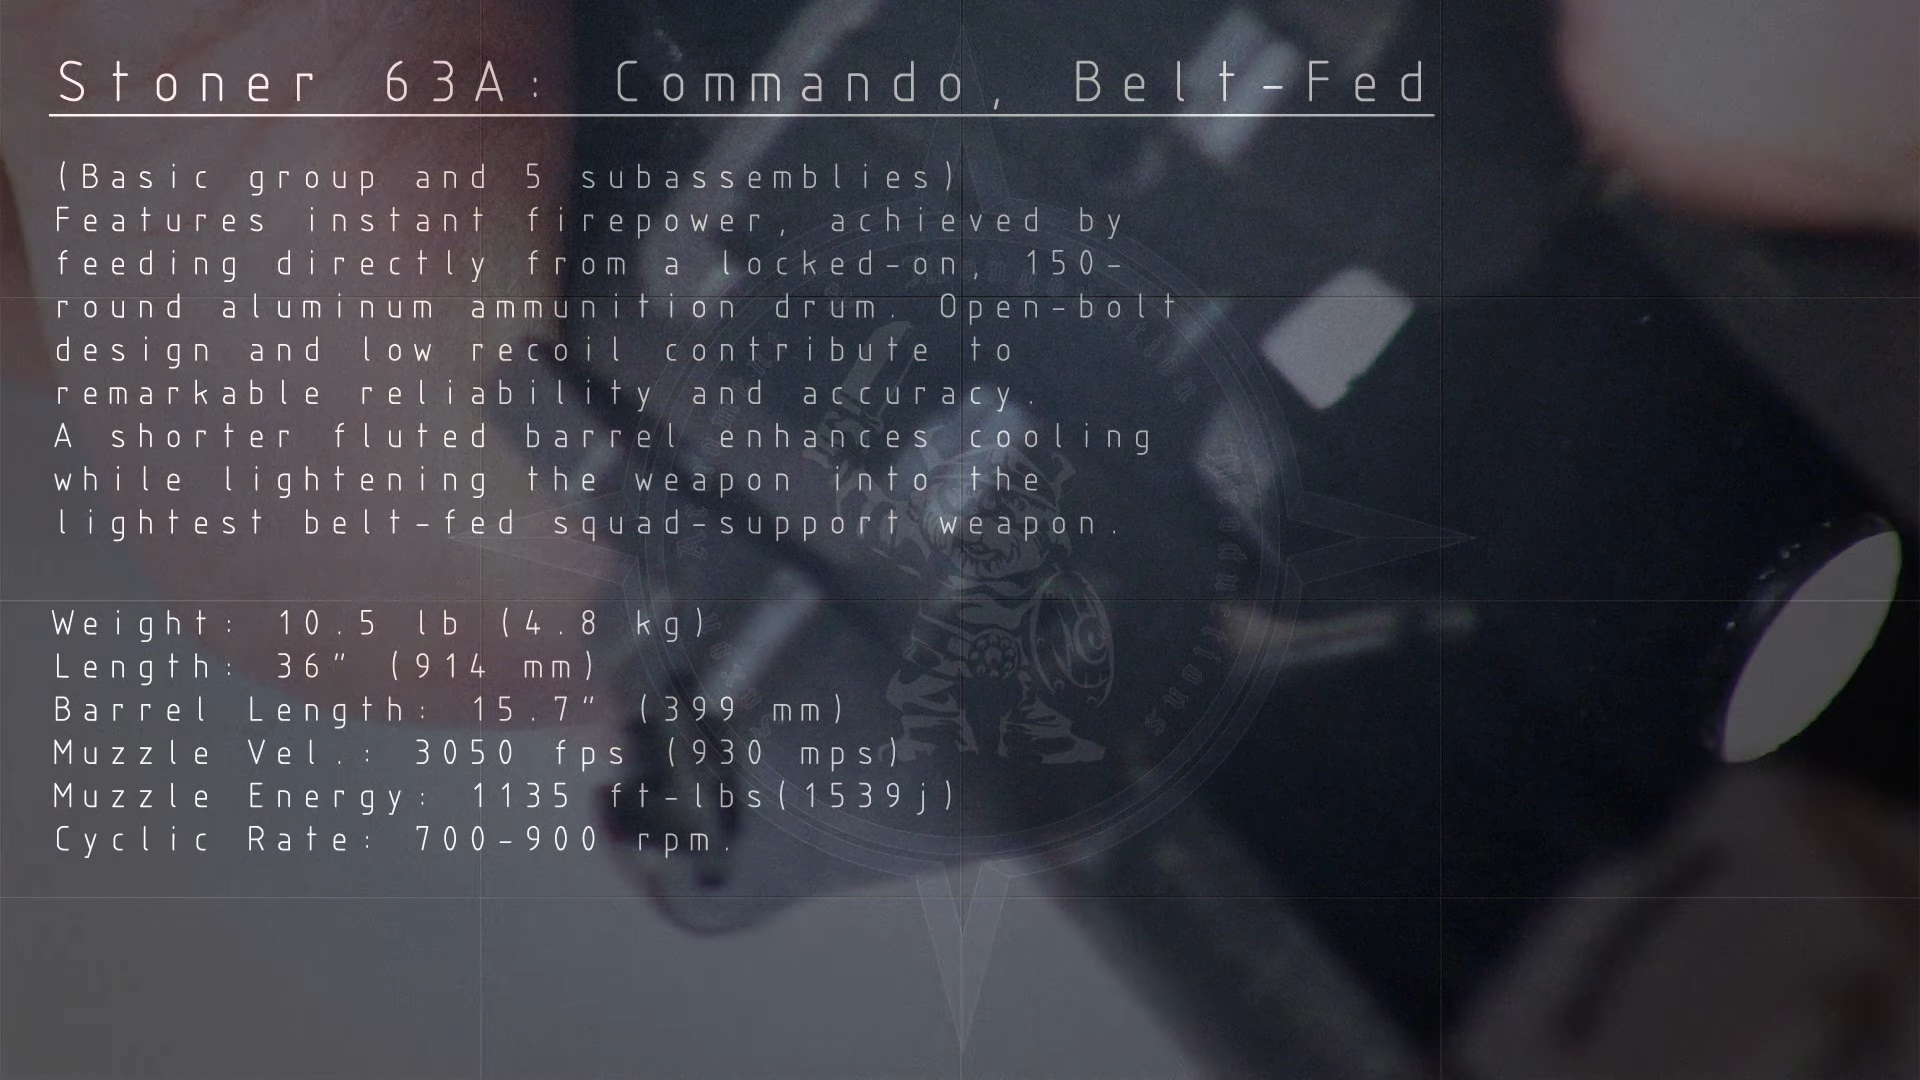 Stoner 63A: Commando, Belt-Fed
(Basic group and 5 subassemblies)
Features instant firepower, achieved by
feeding directly from a locked-on, 150-
round aluminum ammunition drum. Open-bolt
design and low recoil contribute to
remarkable reliability and accuracy.
A shorter fluted barrel enhances cooling
while lightening the weapon into the
lightest belt-fed squad-support weapon.
Weight: 10.5 lb (4.8 kg)
Length: 36" (914 mm)
Barrel Length: 15.7" (399 mm)
Muzzle Vel.: 3050 fps (930 mps)
Muzzle Energy: 1135 ft-lbs(1539j)
Cyclic Rate: 700-900 rpm.